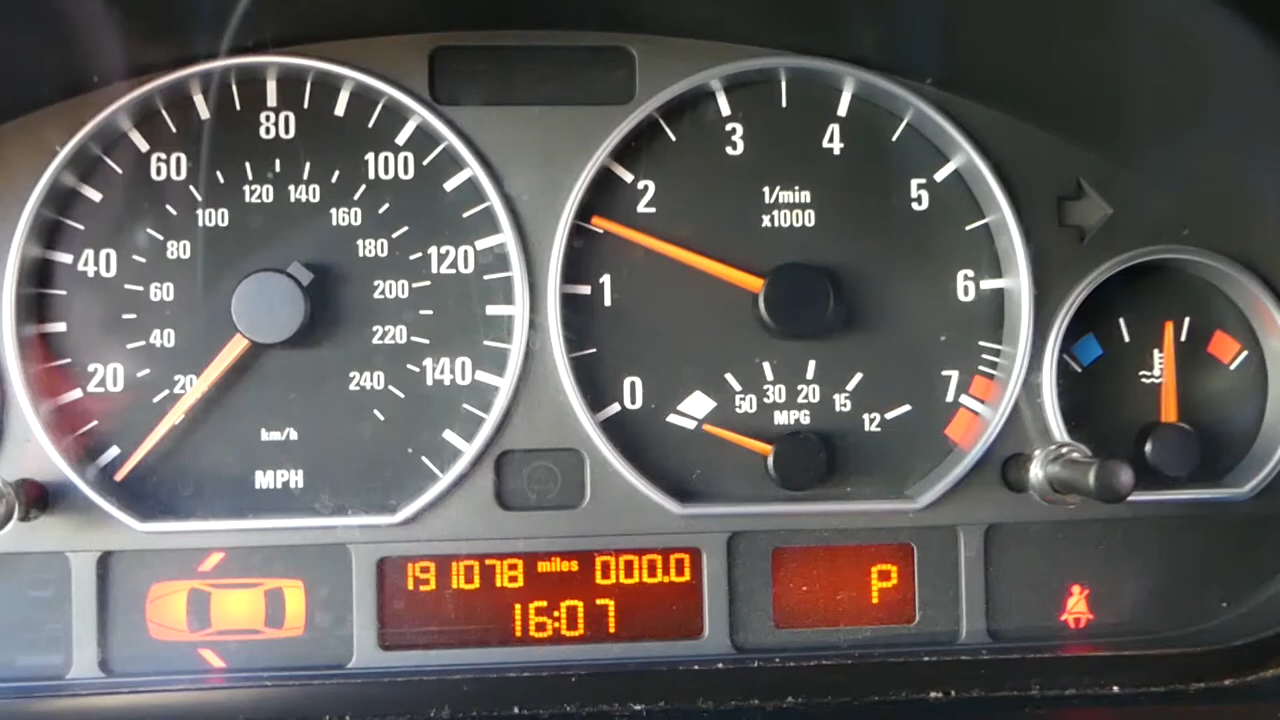 20 40 60 80 100 120 140
20 40 60 80 100 120 140 160 180 200 220 240
km/h
MPH
0 1 2 3 4 5 6 7
1/min
x1000
50 30 20 15 12
MPG
191078 miles 000.0
16:07
P